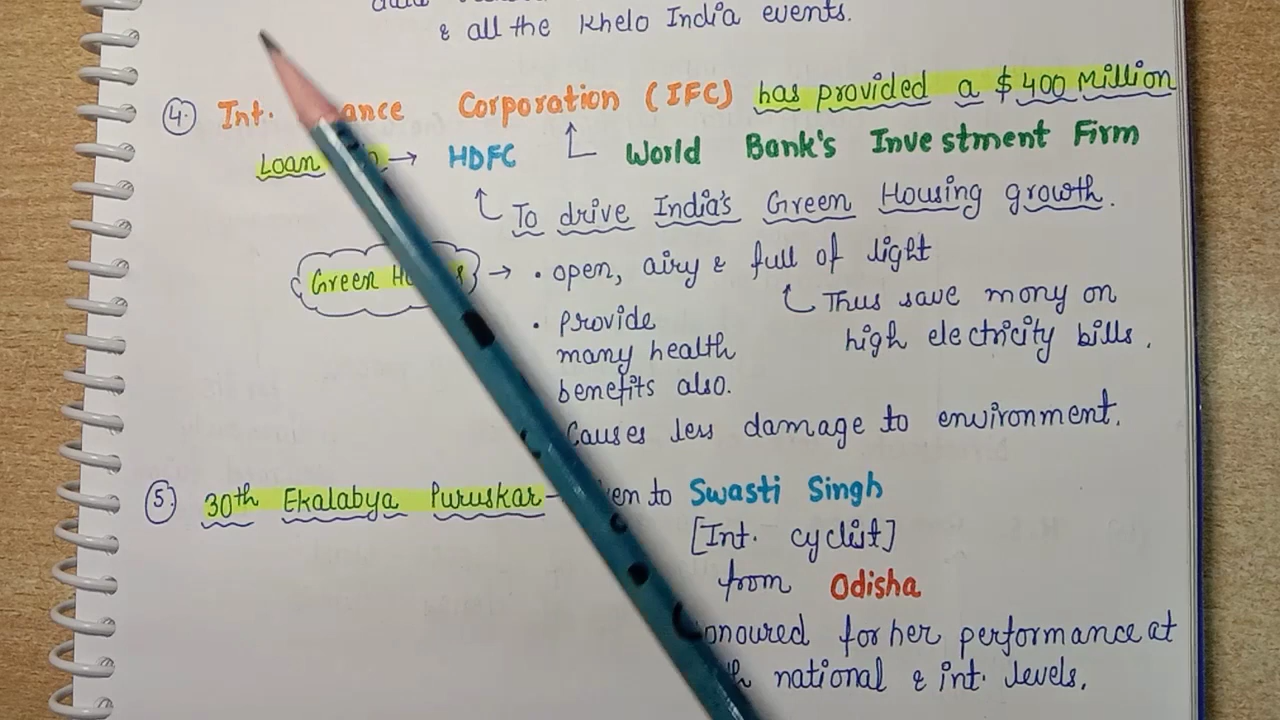 & all the Khelo India events.
4. Int. ance Corporation (IFC) has provided a $ 400 Million
Loan → HDFC World Bank's Investment Firm
To drive India's Green Housing growth.
Green → • open, airy & full of light
Thus save mony on
• provide
high electricity bills.
many health
benefits also.
Causes less damage to environment.
5. 30th Ekalabya Puruskar - en to Swasti Singh
[Int. cyclist]
from Odisha
onoured for her performance at
national & int. levels.